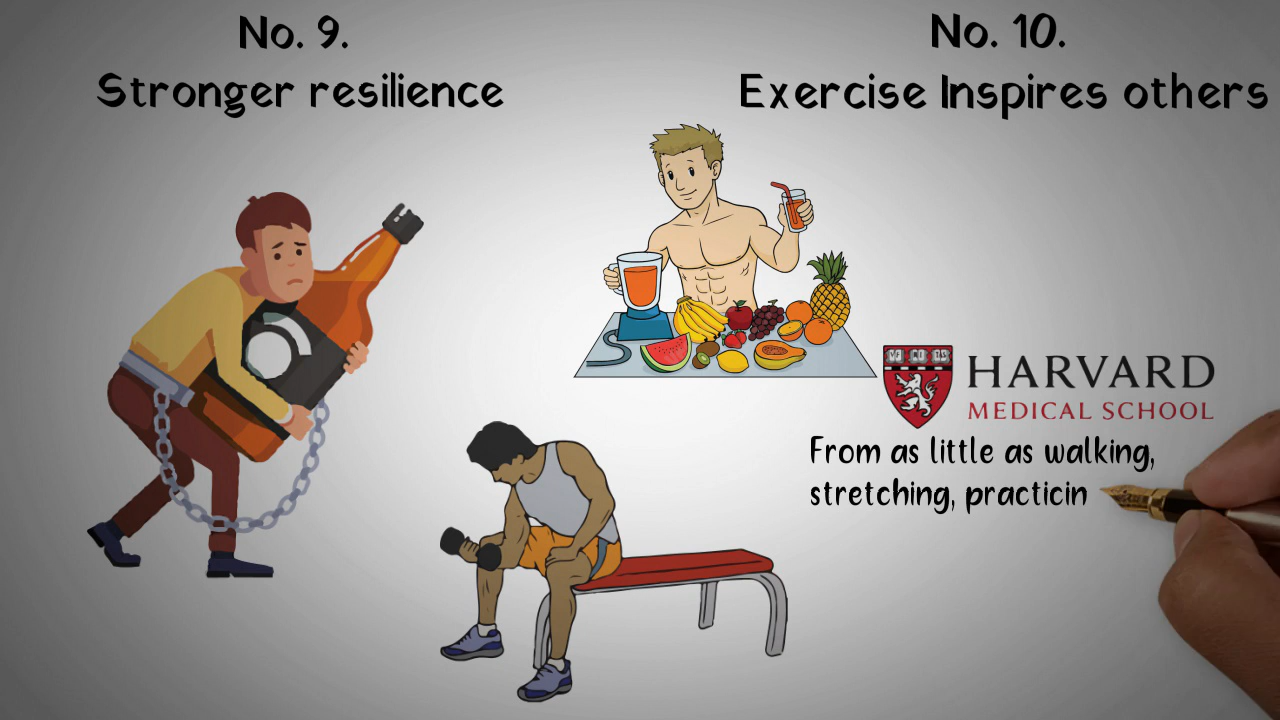 No. 9.
Stronger resilience
No. 10.
Exercise Inspires others
HARVARD
MEDICAL SCHOOL
From as little as walking,
stretching, practicin